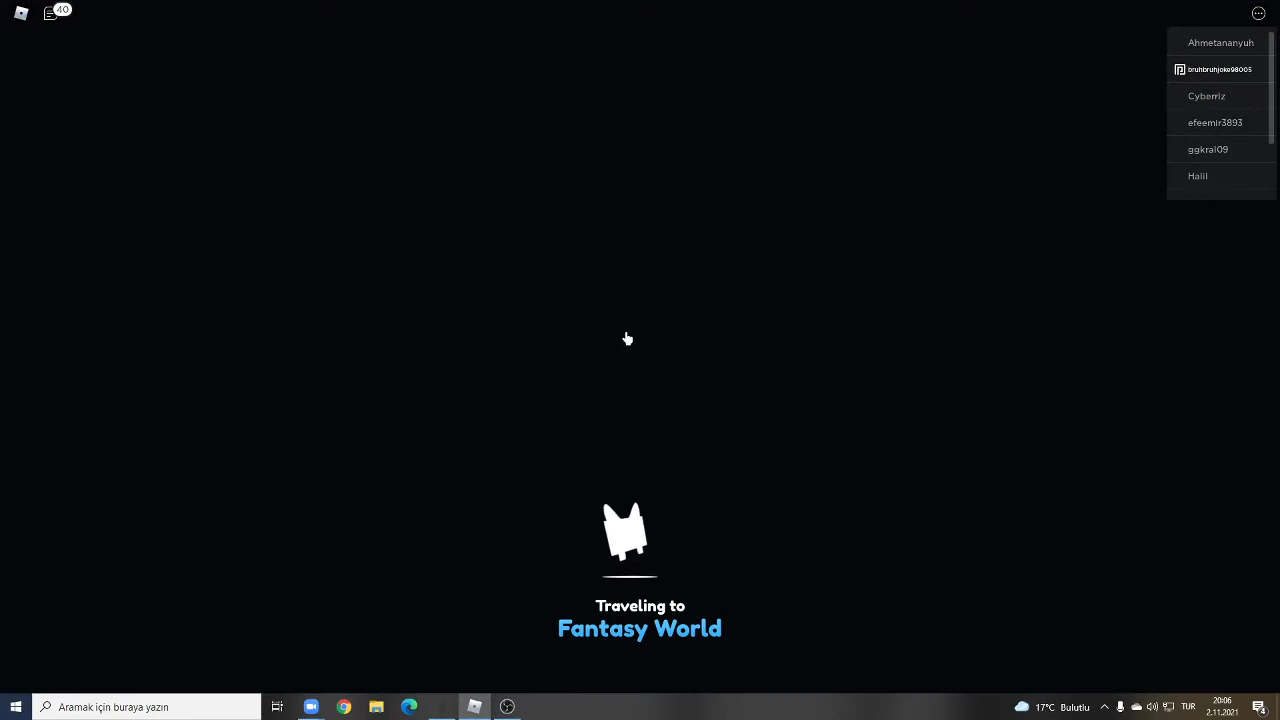 40
Ahmetananyuh
bruhbruhjoke98005
Cyberrlz
efeemir3893
ggkral09
Halil
Traveling to
Fantasy World
Aramak için buraya yazın
17°C Bulutlu
TUR
20:06
2.11.2021
4